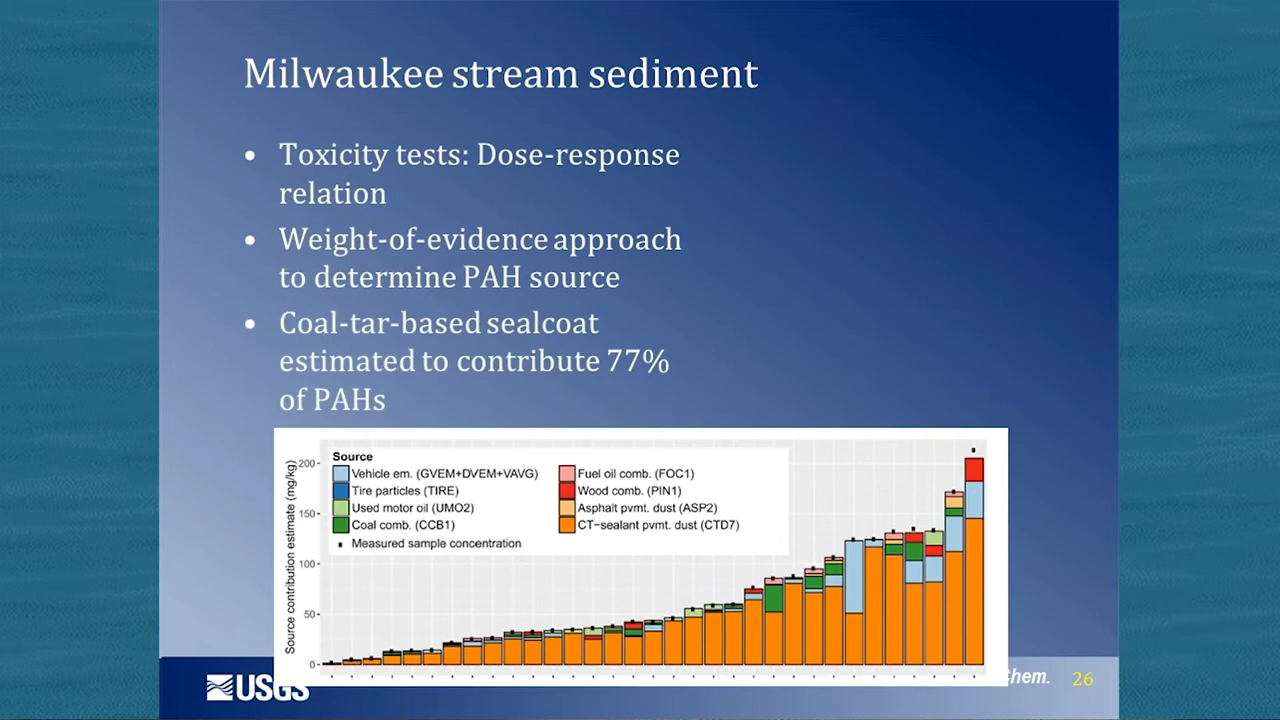 Milwaukee stream sediment
• Toxicity tests: Dose-response
relation
• Weight-of-evidence approach
to determine PAH source
• Coal-tar-based sealcoat
estimated to contribute 77%
of PAHs
Source contribution estimate (mg/kg)
200
150
100
50
0
Source
Vehicle em. (GVEM+DVEM+VAVG)
Tire particles (TIRE)
Used motor oil (UMO2)
Coal comb. (CCB1)
Fuel oil comb. (FOC1)
Wood comb. (PIN1)
Asphalt pvmt. dust (ASP2)
CT−sealant pvmt. dust (CTD7)
Measured sample concentration
USGS
hem.
26